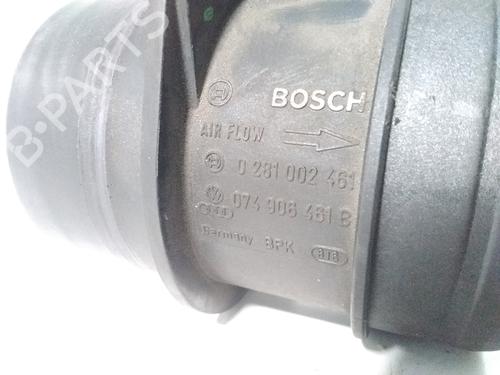 BOSCH
AIR FLOW
0 281 002 461
074 906 461 B
Germany BPK
B-PARTS